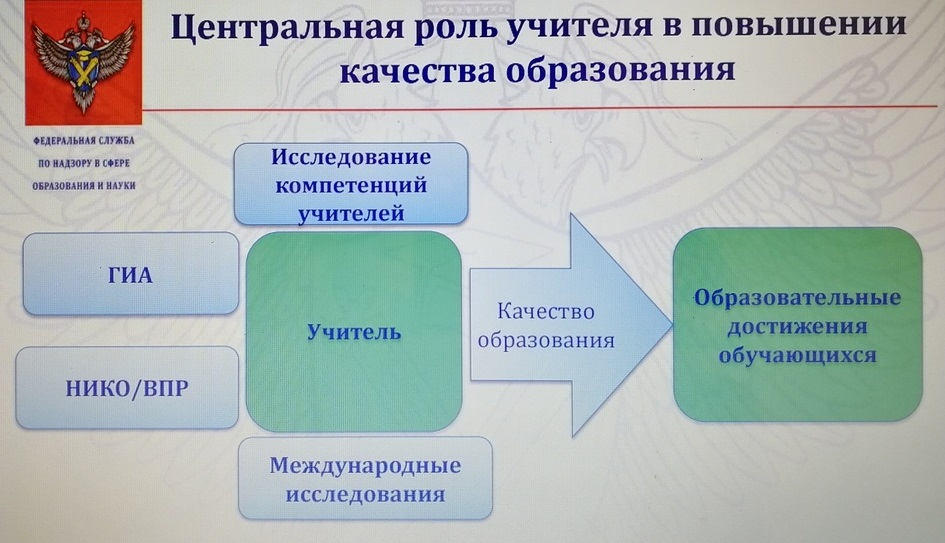 Центральная роль учителя в повышении
качества образования
ФЕДЕРАЛЬНАЯ СЛУЖБА
ПО НАДЗОРУ В СФЕРЕ
ОБРАЗОВАНИЯ И НАУКИ
Исследование
компетенций
учителей
ГИА
НИКО/ВПР
Учитель
Международные
исследования
Качество
образования
Образовательные
достижения
обучающихся